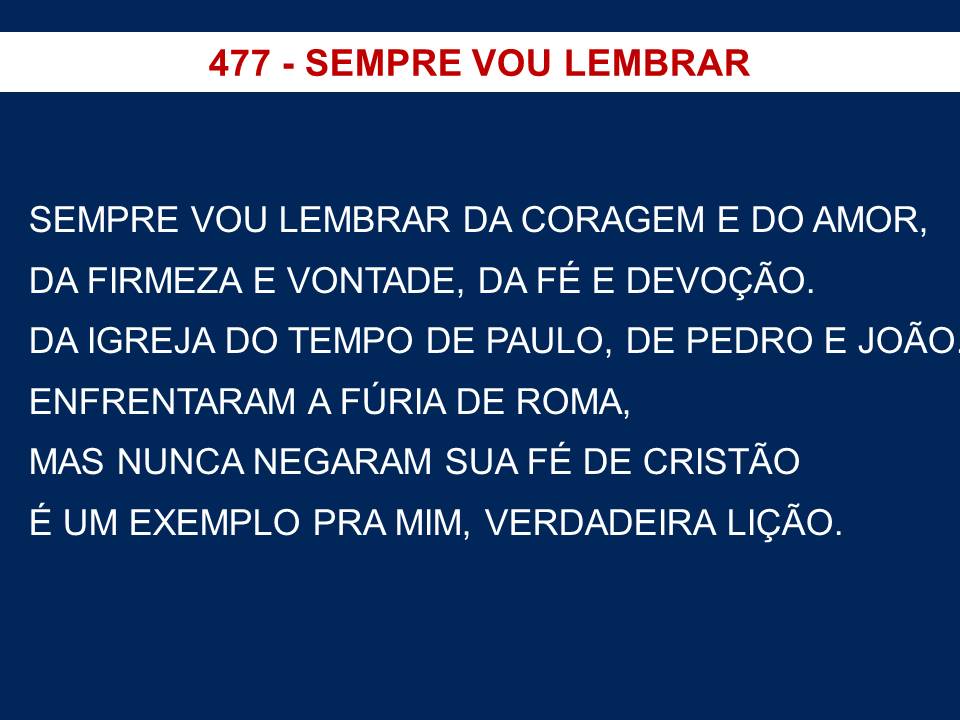 477 - SEMPRE VOU LEMBRAR
SEMPRE VOU LEMBRAR DA CORAGEM E DO AMOR,
DA FIRMEZA E VONTADE, DA FÉ E DEVOÇÃO.
DA IGREJA DO TEMPO DE PAULO, DE PEDRO E JOÃO.
ENFRENTARAM A FÚRIA DE ROMA,
MAS NUNCA NEGARAM SUA FÉ DE CRISTÃO
É UM EXEMPLO PRA MIM, VERDADEIRA LIÇÃO.